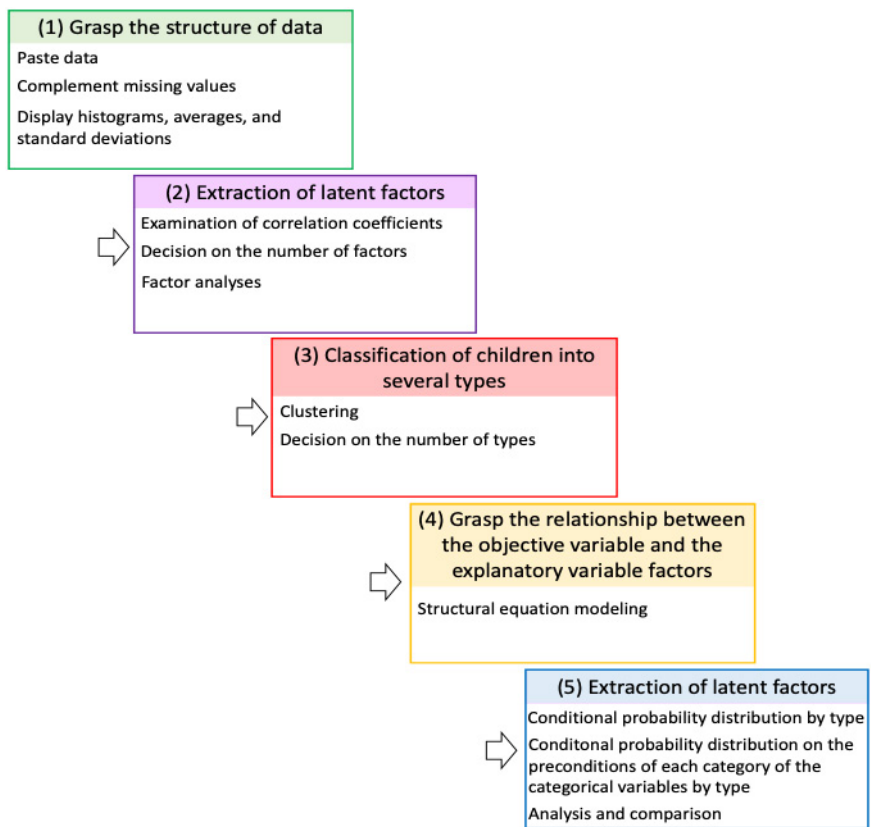 (1) Grasp the structure of data
Paste data
Complement missing values
Display histograms, averages, and
standard deviations
(2) Extraction of latent factors
Examination of correlation coefficients
Decision on the number of factors
Factor analyses
(3) Classification of children into
several types
Clustering
Decision on the number of types
(4) Grasp the relationship between
the objective variable and the
explanatory variable factors
Structural equation modeling
(5) Extraction of latent factors
Conditional probability distribution by type
Conditonal probability distribution on the
preconditions of each category of the
categorical variables by type
Analysis and comparison